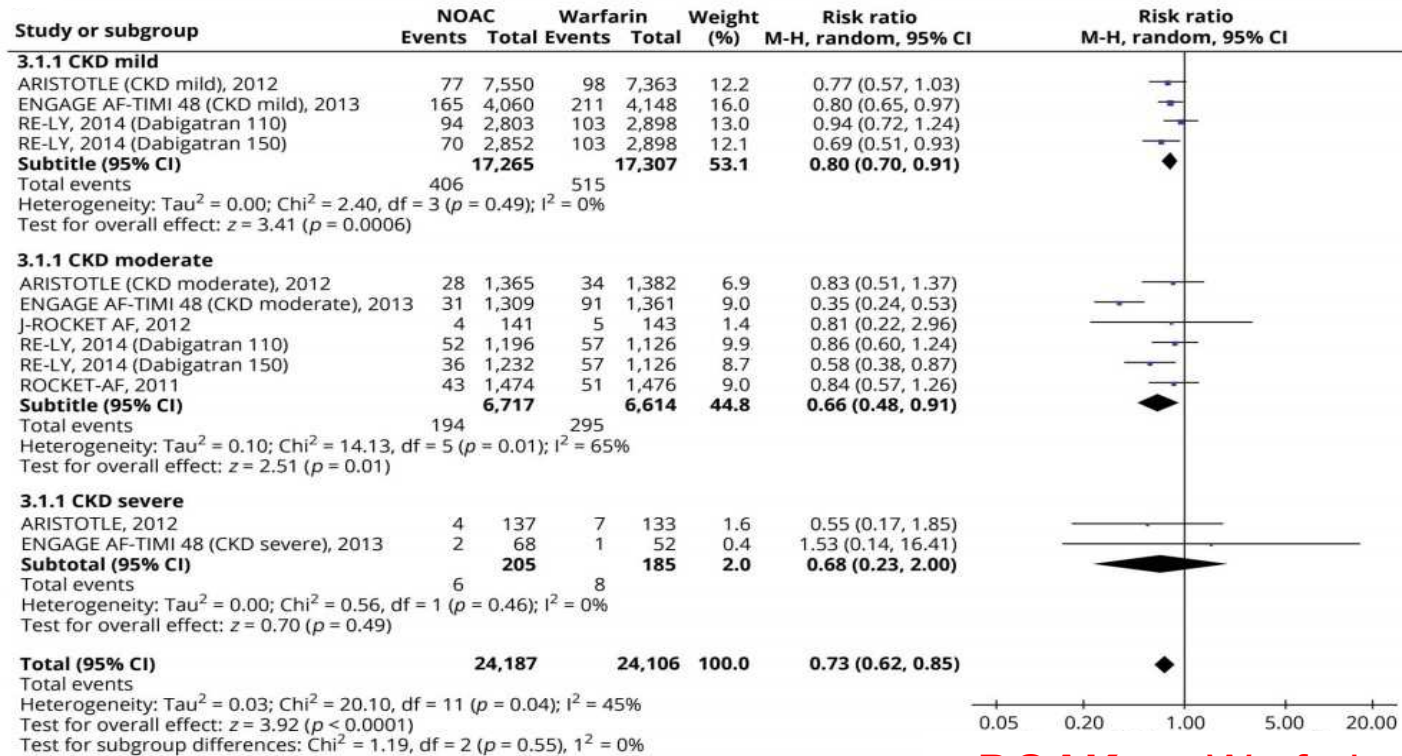 Study or subgroup NOAC Events Total Warfarin Events Total Weight (%) Risk ratio M-H, random, 95% CI Risk ratio M-H, random, 95% CI
3.1.1 CKD mild
ARISTOTLE (CKD mild), 2012 77 7,550 98 7,363 12.2 0.77 (0.57, 1.03)
ENGAGE AF-TIMI 48 (CKD mild), 2013 165 4,060 211 4,148 16.0 0.80 (0.65, 0.97)
RE-LY, 2014 (Dabigatran 110) 94 2,803 103 2,898 13.0 0.94 (0.72, 1.24)
RE-LY, 2014 (Dabigatran 150) 70 2,852 103 2,898 12.1 0.69 (0.51, 0.93)
Subtitle (95% CI) 17,265 17,307 53.1 0.80 (0.70, 0.91)
Total events 406 515
Heterogeneity: Tau² = 0.00; Chi² = 2.40, df = 3 (p = 0.49); I² = 0%
Test for overall effect: z = 3.41 (p = 0.0006)
3.1.1 CKD moderate
ARISTOTLE (CKD moderate), 2012 28 1,365 34 1,382 6.9 0.83 (0.51, 1.37)
ENGAGE AF-TIMI 48 (CKD moderate), 2013 31 1,309 91 1,361 9.0 0.35 (0.24, 0.53)
J-ROCKET AF, 2012 4 141 5 143 1.4 0.81 (0.22, 2.96)
RE-LY, 2014 (Dabigatran 110) 52 1,196 57 1,126 9.9 0.86 (0.60, 1.24)
RE-LY, 2014 (Dabigatran 150) 36 1,232 57 1,126 8.7 0.58 (0.38, 0.87)
ROCKET-AF, 2011 43 1,474 51 1,476 9.0 0.84 (0.57, 1.26)
Subtitle (95% CI) 6,717 6,614 44.8 0.66 (0.48, 0.91)
Total events 194 295
Heterogeneity: Tau² = 0.10; Chi² = 14.13, df = 5 (p = 0.01); I² = 65%
Test for overall effect: z = 2.51 (p = 0.01)
3.1.1 CKD severe
ARISTOTLE, 2012 4 137 7 133 1.6 0.55 (0.17, 1.85)
ENGAGE AF-TIMI 48 (CKD severe), 2013 2 68 1 52 0.4 1.53 (0.14, 16.41)
Subtotal (95% CI) 205 185 2.0 0.68 (0.23, 2.00)
Total events 6 8
Heterogeneity: Tau² = 0.00; Chi² = 0.56, df = 1 (p = 0.46); I² = 0%
Test for overall effect: z = 0.70 (p = 0.49)
Total (95% CI) 24,187 24,106 100.0 0.73 (0.62, 0.85)
Total events
Heterogeneity: Tau² = 0.03; Chi² = 20.10, df = 11 (p = 0.04); I² = 45%
Test for overall effect: z = 3.92 (p < 0.0001)
Test for subgroup differences: Chi² = 1.19, df = 2 (p = 0.55), 1² = 0%
0.05 0.20 1.00 5.00 20.00